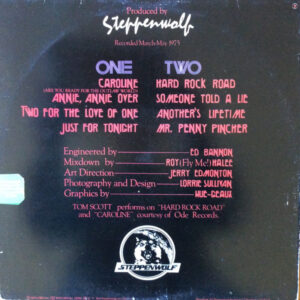 Produced by
Steppenwolf
Recorded March-May 1975
ONE TWO
CAROLINE
(ARE YOU READY FOR THE OUTLAW WORLD)
ANNIE, ANNIE OVER
TWO FOR THE LOVE OF ONE
JUST FOR TONIGHT
HARD ROCK ROAD
SOMEONE TOLD A LIE
ANOTHER'S LIFETIME
MR. PENNY PINCHER
Engineered by ED BANNON
Mixdown by ROY (Fly Me!) HALEE
Art Direction JERRY EDMONTON
Photography and Design LORRIE SULLIVAN
Graphics by HUE-GEAUX
TOM SCOTT performs on "HARD ROCK ROAD"
and "CAROLINE" courtesy of Ode Records.
STEPPENWOLF